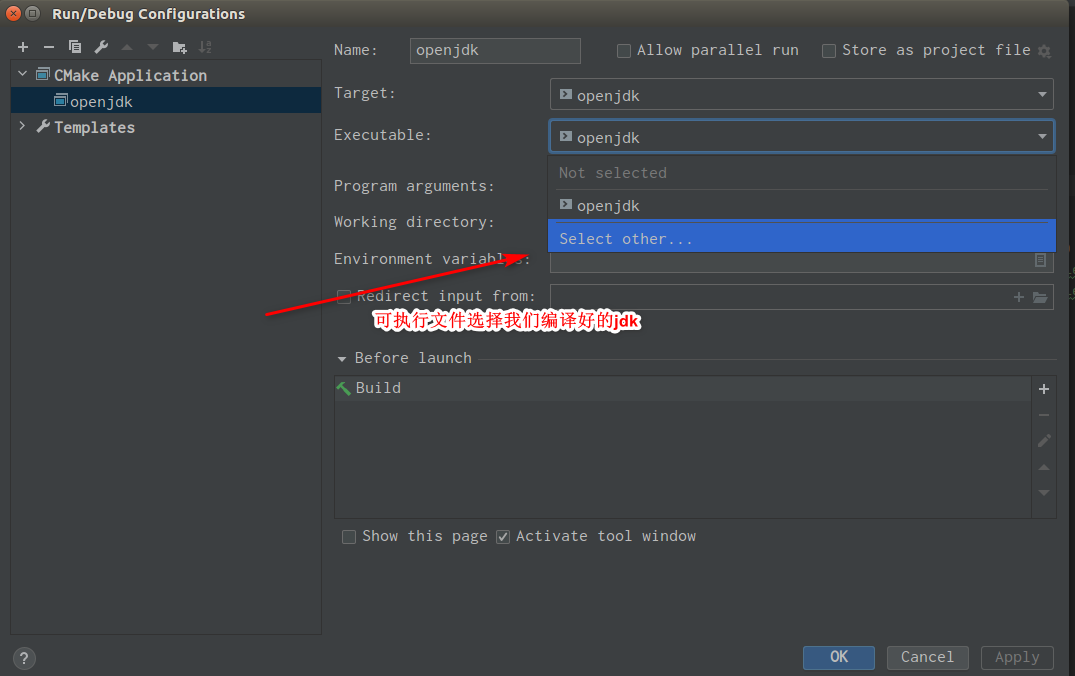 Run/Debug Configurations
Name: openjdk Allow parallel run Store as project file
CMake Application
openjdk
Templates
Target: openjdk
Executable: openjdk
Not selected
openjdk
Select other...
Program arguments:
Working directory:
Environment variables:
Redirect input from:
可执行文件选择我们编译好的jdk
Before launch
Build
Show this page Activate tool window
? OK Cancel Apply